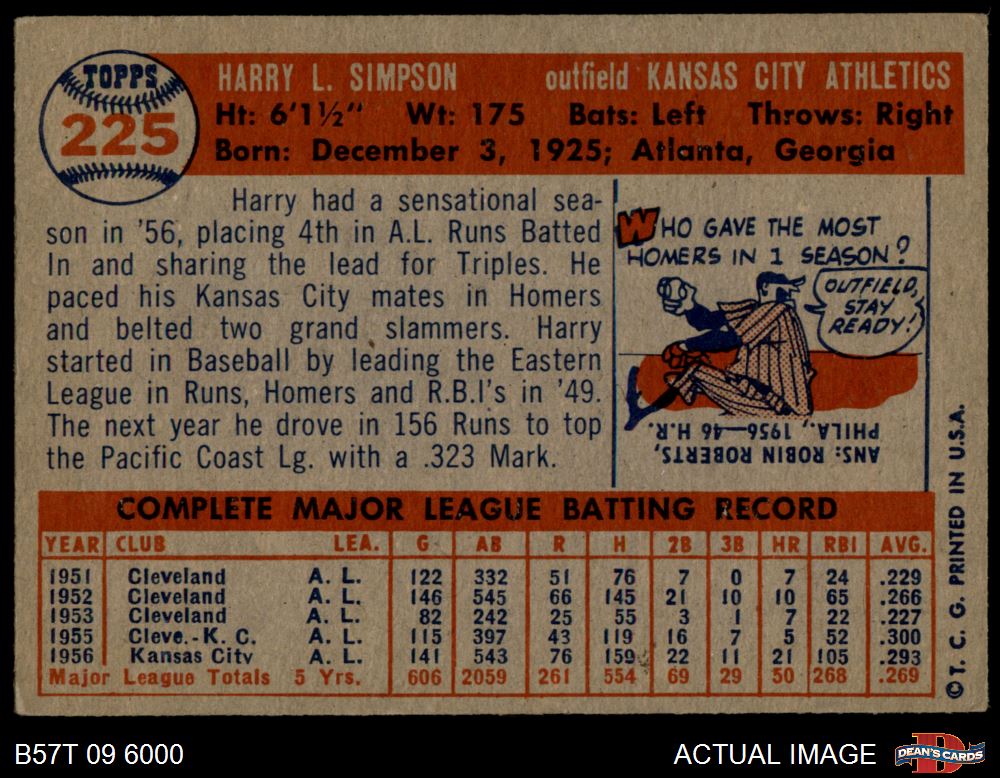 TOPPS
225
HARRY L. SIMPSON outfield KANSAS CITY ATHLETICS
Ht: 6'1½" Wt: 175 Bats: Left Throws: Right
Born: December 3, 1925; Atlanta, Georgia
Harry had a sensational sea-
son in '56, placing 4th in A.L. Runs Batted
In and sharing the lead for Triples. He
paced his Kansas City mates in Homers
and belted two grand slammers. Harry
started in Baseball by leading the Eastern
League in Runs, Homers and R.B.I's in '49.
The next year he drove in 156 Runs to top
the Pacific Coast Lg. with a .323 Mark.
WHO GAVE THE MOST
HOMERS IN 1 SEASON?
OUTFIELD,
STAY
READY!
ANS: ROBIN ROBERTS,
PHILA., 1956—46 H.R.
COMPLETE MAJOR LEAGUE BATTING RECORD
YEAR CLUB LEA. G AB R H 2B 3B HR RBI AVG.
1951 Cleveland A. L. 122 332 51 76 7 0 7 24 .229
1952 Cleveland A. L. 146 545 66 145 21 10 10 65 .266
1953 Cleveland A. L. 82 242 25 55 3 1 7 22 .227
1955 Cleve.-K. C. A. L. 115 397 43 119 16 7 5 52 .300
1956 Kansas City A. L. 141 543 76 159 22 11 21 105 .293
Major League Totals 5 Yrs. 606 2059 261 554 69 29 50 268 .269
© T. C. G. PRINTED IN U.S.A.
B57T 09 6000
ACTUAL IMAGE
DEAN'S CARDS